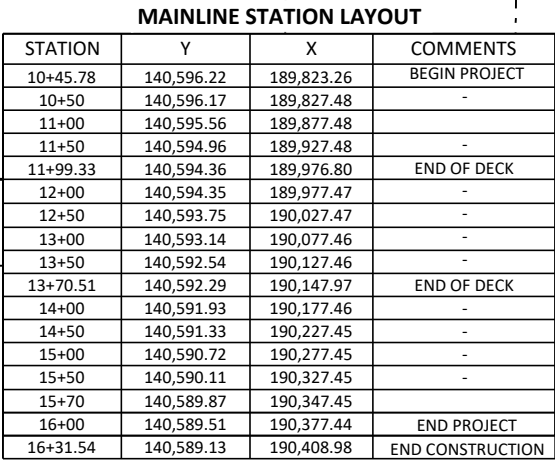 MAINLINE STATION LAYOUT
STATION Y X COMMENTS
10+45.78 140,596.22 189,823.26 BEGIN PROJECT
10+50 140,596.17 189,827.48 -
11+00 140,595.56 189,877.48
11+50 140,594.96 189,927.48 -
11+99.33 140,594.36 189,976.80 END OF DECK
12+00 140,594.35 189,977.47 -
12+50 140,593.75 190,027.47 -
13+00 140,593.14 190,077.46 -
13+50 140,592.54 190,127.46 -
13+70.51 140,592.29 190,147.97 END OF DECK
14+00 140,591.93 190,177.46 -
14+50 140,591.33 190,227.45 -
15+00 140,590.72 190,277.45 -
15+50 140,590.11 190,327.45 -
15+70 140,589.87 190,347.45
16+00 140,589.51 190,377.44 END PROJECT
16+31.54 140,589.13 190,408.98 END CONSTRUCTION